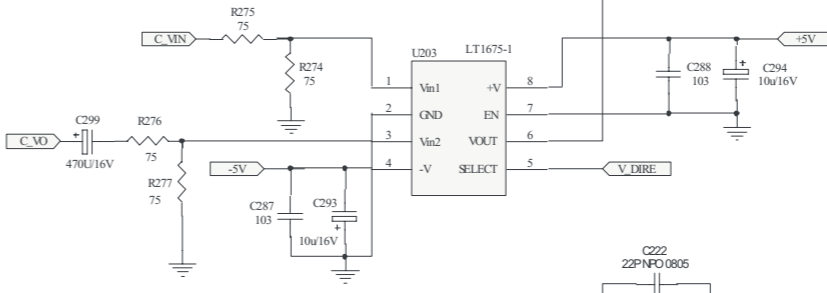 R275
75
C_VIN
R274
75
U203
LT1675-1
1
Vin1
+V
8
2
GND
EN
7
3
Vin2
VOUT
6
4
-V
SELECT
5
C288
103
C294
10u/16V
+5V
C299
470U/16V
C_VO
R276
75
R277
75
-5V
C287
103
C293
10u/16V
V_DIRE
C222
22P NPO 0805